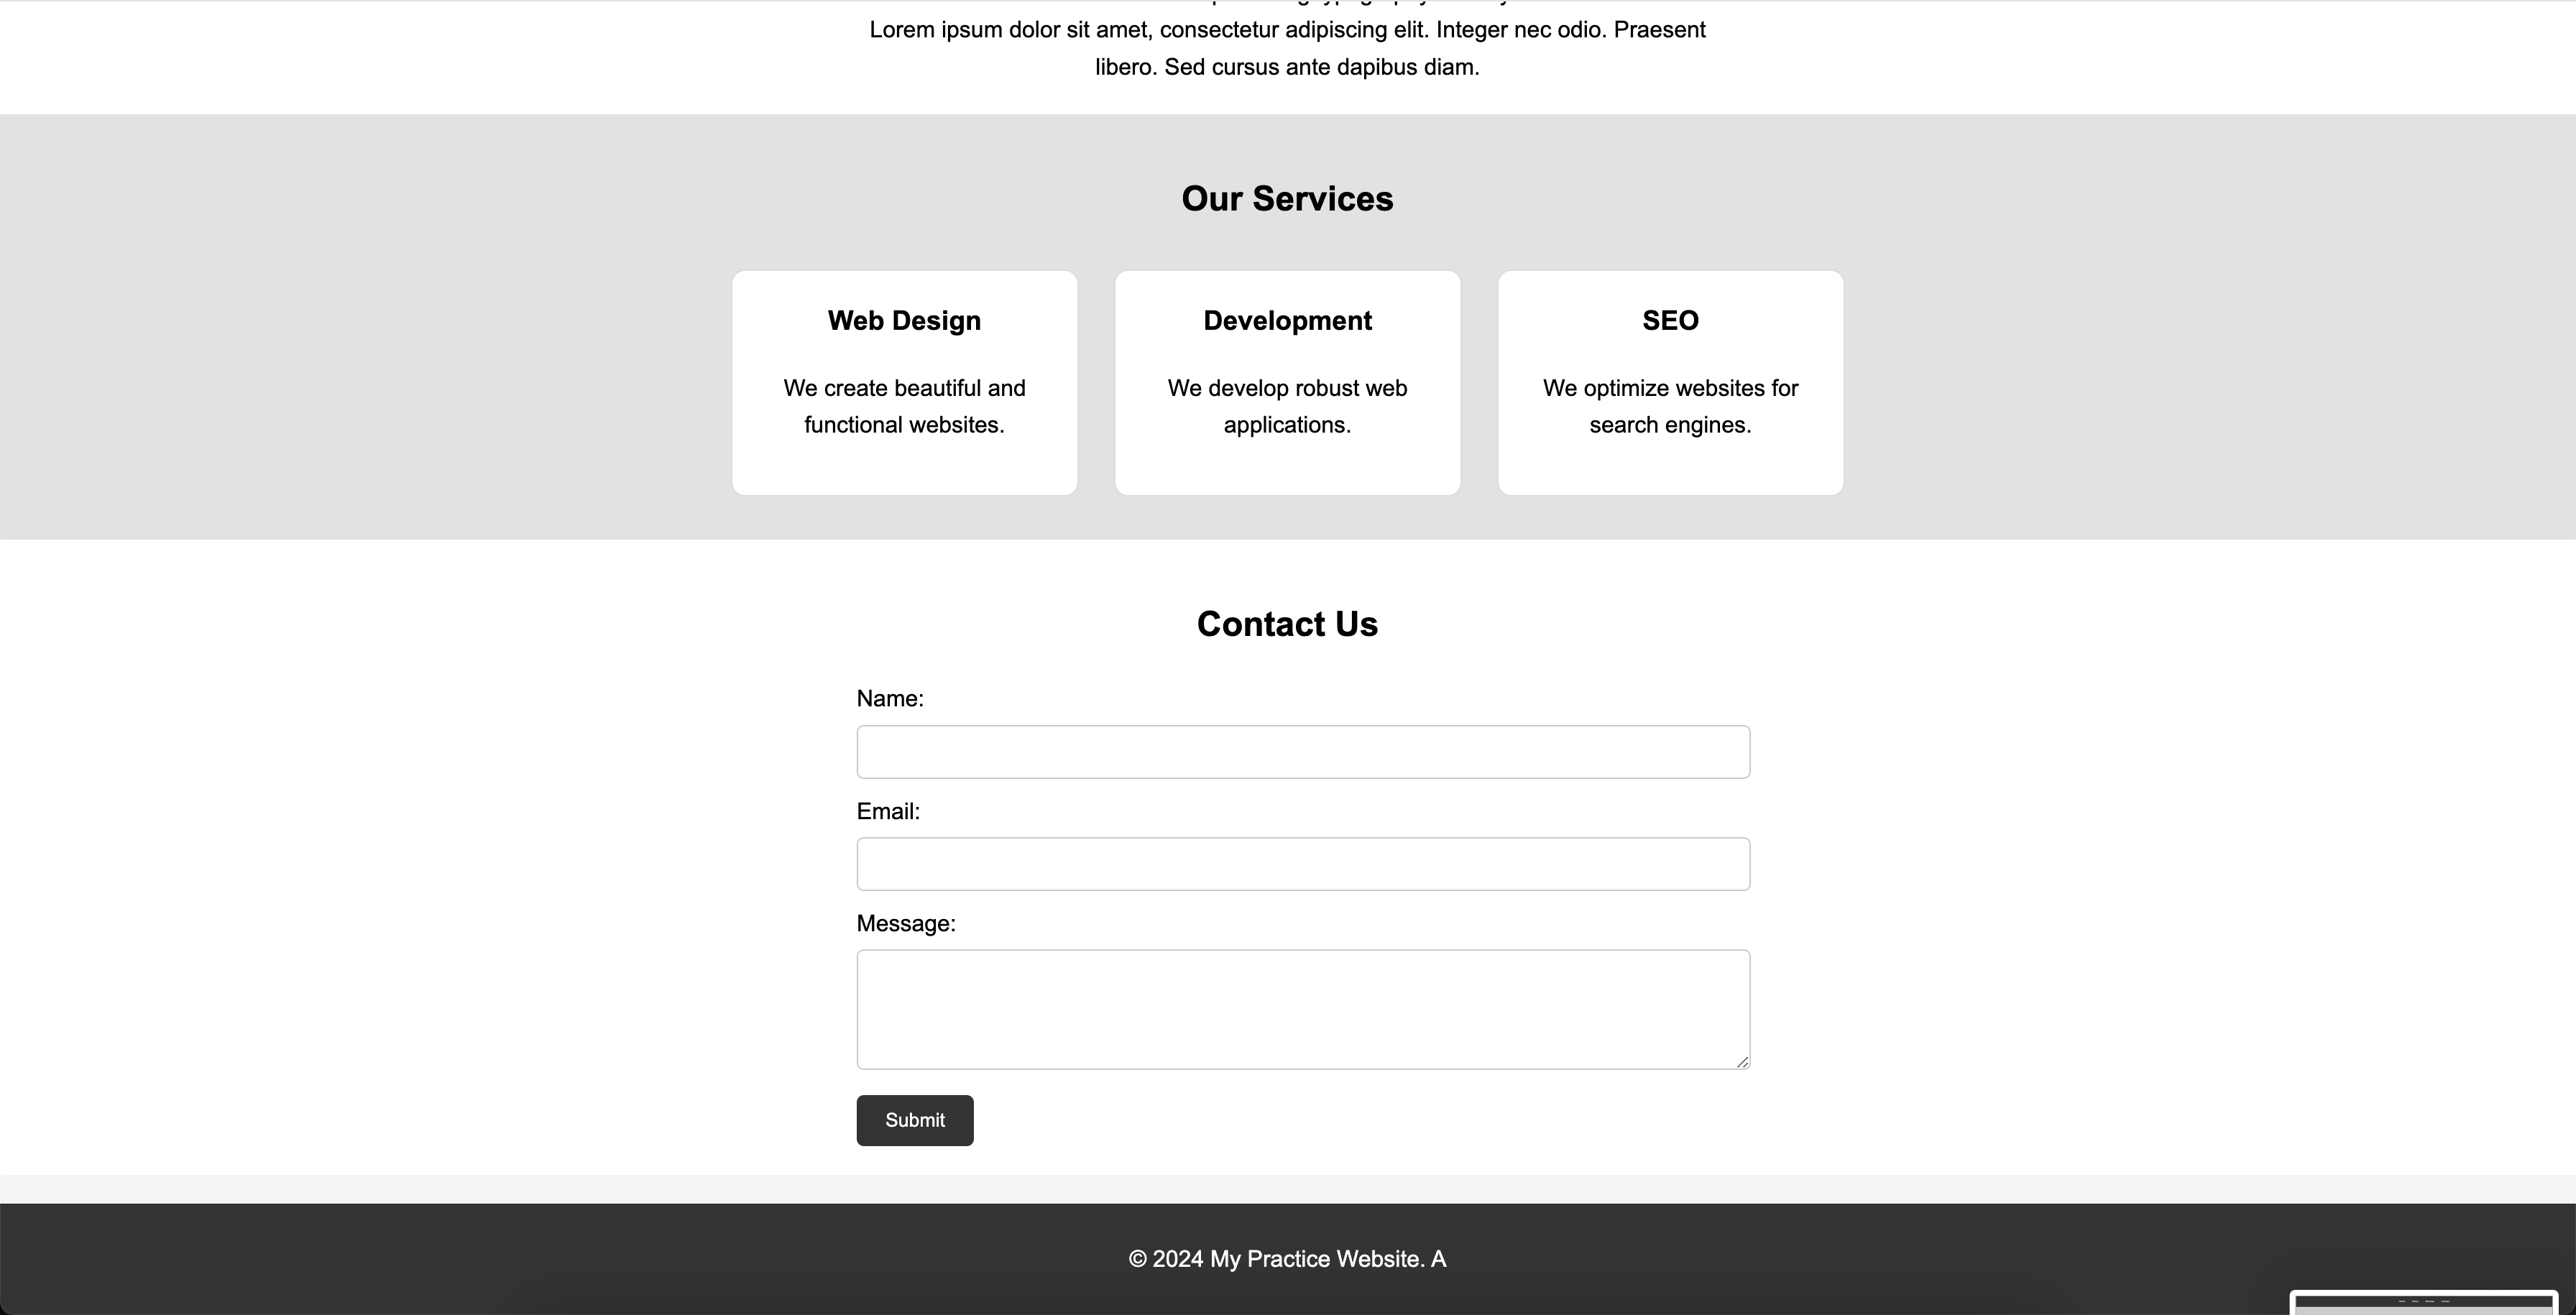 Lorem ipsum dolor sit amet, consectetur adipiscing elit. Integer nec odio. Praesent
libero. Sed cursus ante dapibus diam.
Our Services
Web Design
We create beautiful and
functional websites.
Development
We develop robust web
applications.
SEO
We optimize websites for
search engines.
Contact Us
Name:
Email:
Message:
Submit
© 2024 My Practice Website. A